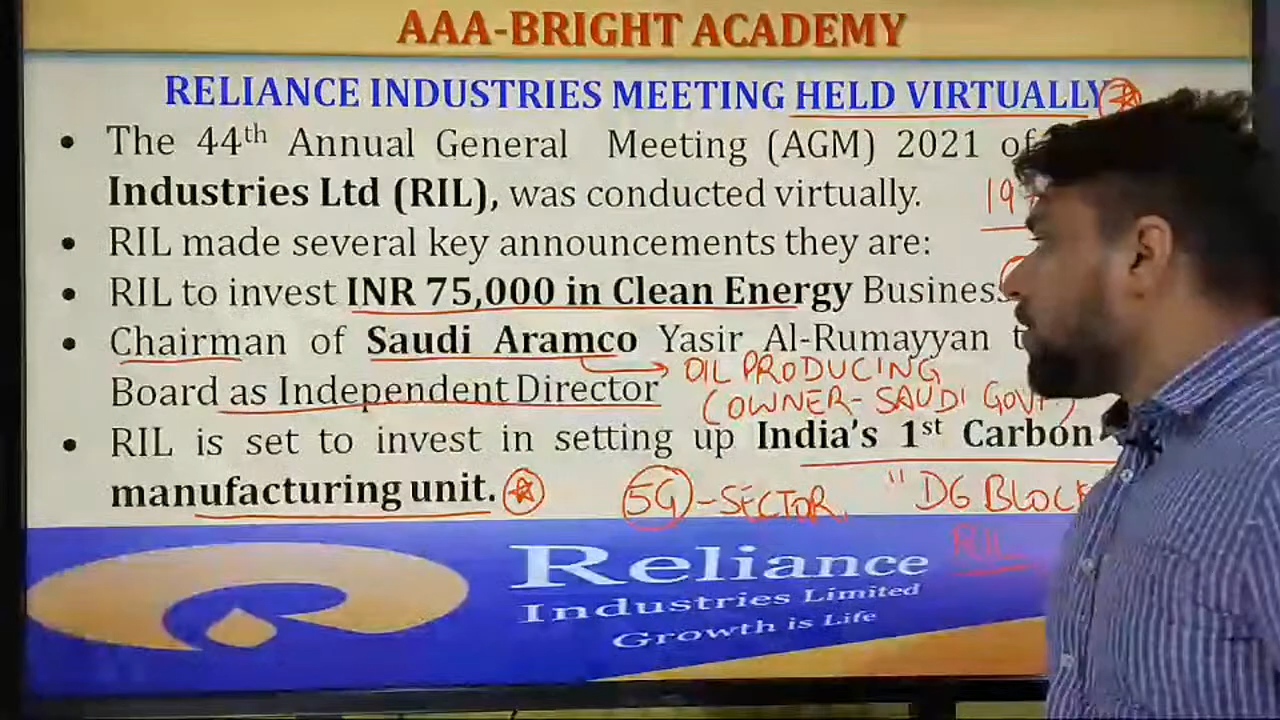 AAA-BRIGHT ACADEMY
RELIANCE INDUSTRIES MEETING HELD VIRTUALLY
• The 44th Annual General Meeting (AGM) 2021 of
Industries Ltd (RIL), was conducted virtually.
• RIL made several key announcements they are:
• RIL to invest INR 75,000 in Clean Energy Business
• Chairman of Saudi Aramco Yasir Al-Rumayyan
OIL PRODUCING
Board as Independent Director
(OWNER- SAUDI GOVT)
• RIL is set to invest in setting up India's 1st Carbon
manufacturing unit.
5G-SECTOR.
"D6 BLOCK
RIL
Reliance
Industries Limited
Growth is Life